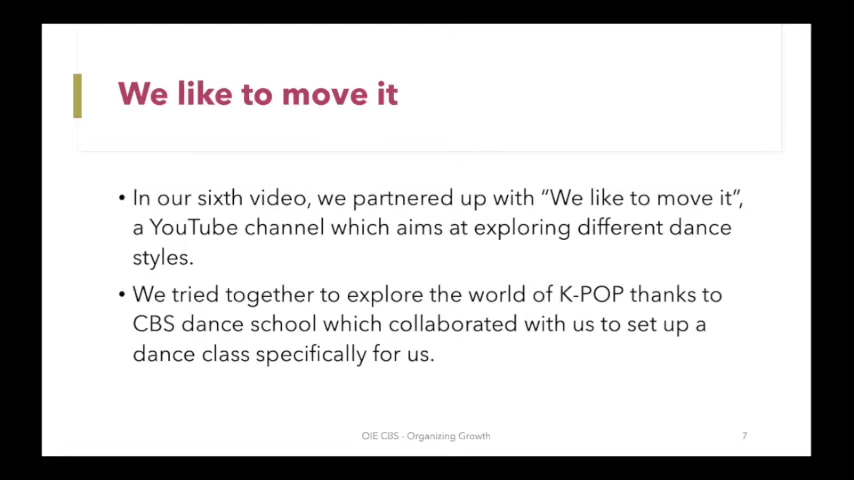 We like to move it
• In our sixth video, we partnered up with “We like to move it”,
a YouTube channel which aims at exploring different dance
styles.
• We tried together to explore the world of K-POP thanks to
CBS dance school which collaborated with us to set up a
dance class specifically for us.
OIE CBS - Organizing Growth
7